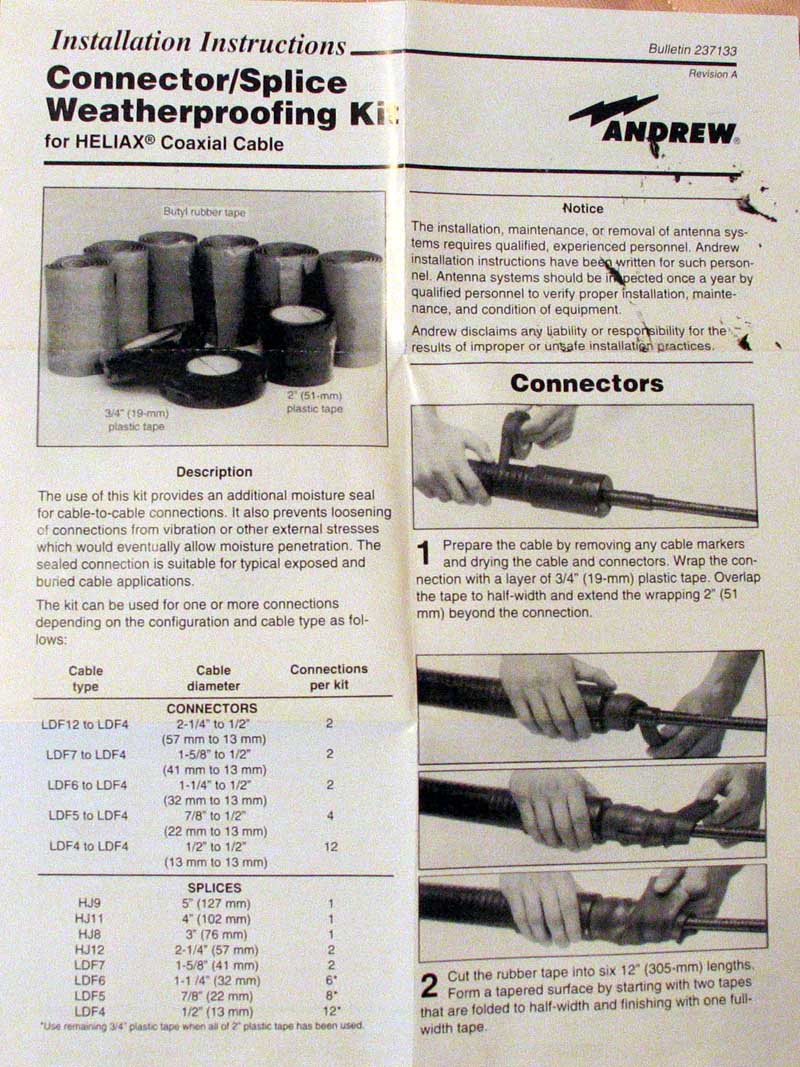 Installation Instructions
Bulletin 237133
Revision A
Connector/Splice
Weatherproofing Kit
for HELIAX® Coaxial Cable
ANDREW®
Butyl rubber tape
3/4" (19-mm)
plastic tape
2" (51-mm)
plastic tape
Description
The use of this kit provides an additional moisture seal
for cable-to-cable connections. It also prevents loosening
of connections from vibration or other external stresses
which would eventually allow moisture penetration. The
sealed connection is suitable for typical exposed and
buried cable applications.
The kit can be used for one or more connections
depending on the configuration and cable type as fol-
lows:
Cable type Cable diameter Connections per kit
CONNECTORS
LDF12 to LDF4 2-1/4" to 1/2" 2
(57 mm to 13 mm)
LDF7 to LDF4 1-5/8" to 1/2" 2
(41 mm to 13 mm)
LDF6 to LDF4 1-1/4" to 1/2" 2
(32 mm to 13 mm)
LDF5 to LDF4 7/8" to 1/2" 4
(22 mm to 13 mm)
LDF4 to LDF4 1/2" to 1/2" 12
(13 mm to 13 mm)
SPLICES
HJ9 5" (127 mm) 1
HJ11 4" (102 mm) 1
HJ8 3" (76 mm) 1
HJ12 2-1/4" (57 mm) 2
LDF7 1-5/8" (41 mm) 2
LDF6 1-1 /4" (32 mm) 6*
LDF5 7/8" (22 mm) 8*
LDF4 1/2" (13 mm) 12*
*Use remaining 3/4" plastic tape when all of 2" plastic tape has been used.
Notice
The installation, maintenance, or removal of antenna sys-
tems requires qualified, experienced personnel. Andrew
installation instructions have been written for such person-
nel. Antenna systems should be inspected once a year by
qualified personnel to verify proper installation, mainte-
nance, and condition of equipment.
Andrew disclaims any liability or responsibility for the
results of improper or unsafe installation practices.
Connectors
1 Prepare the cable by removing any cable markers
and drying the cable and connectors. Wrap the con-
nection with a layer of 3/4" (19-mm) plastic tape. Overlap
the tape to half-width and extend the wrapping 2" (51
mm) beyond the connection.
2 Cut the rubber tape into six 12" (305-mm) lengths.
Form a tapered surface by starting with two tapes
that are folded to half-width and finishing with one full-
width tape.